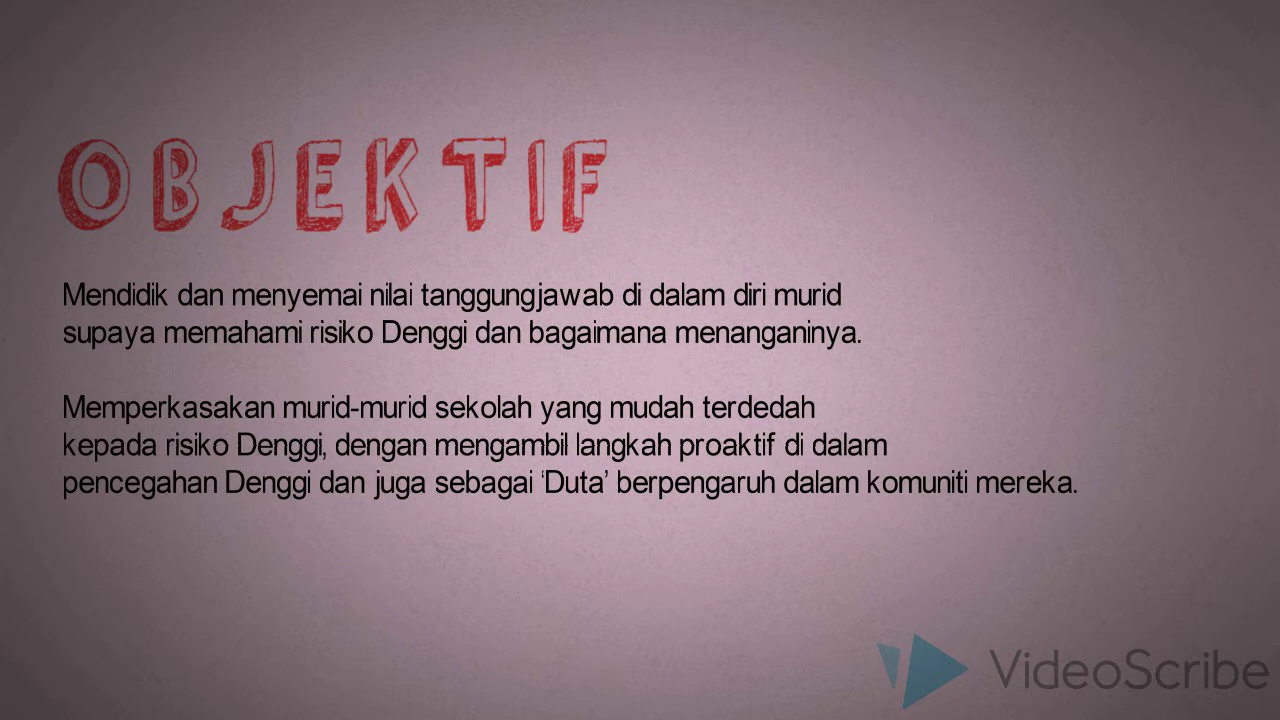 OBJEKTIF
Mendidik dan menyemai nilai tanggungjawab di dalam diri murid
supaya memahami risiko Denggi dan bagaimana menanganinya.
Memperkasakan murid-murid sekolah yang mudah terdedah
kepada risiko Denggi, dengan mengambil langkah proaktif di dalam
pencegahan Denggi dan juga sebagai ‘Duta’ berpengaruh dalam komuniti mereka.
VideoScribe